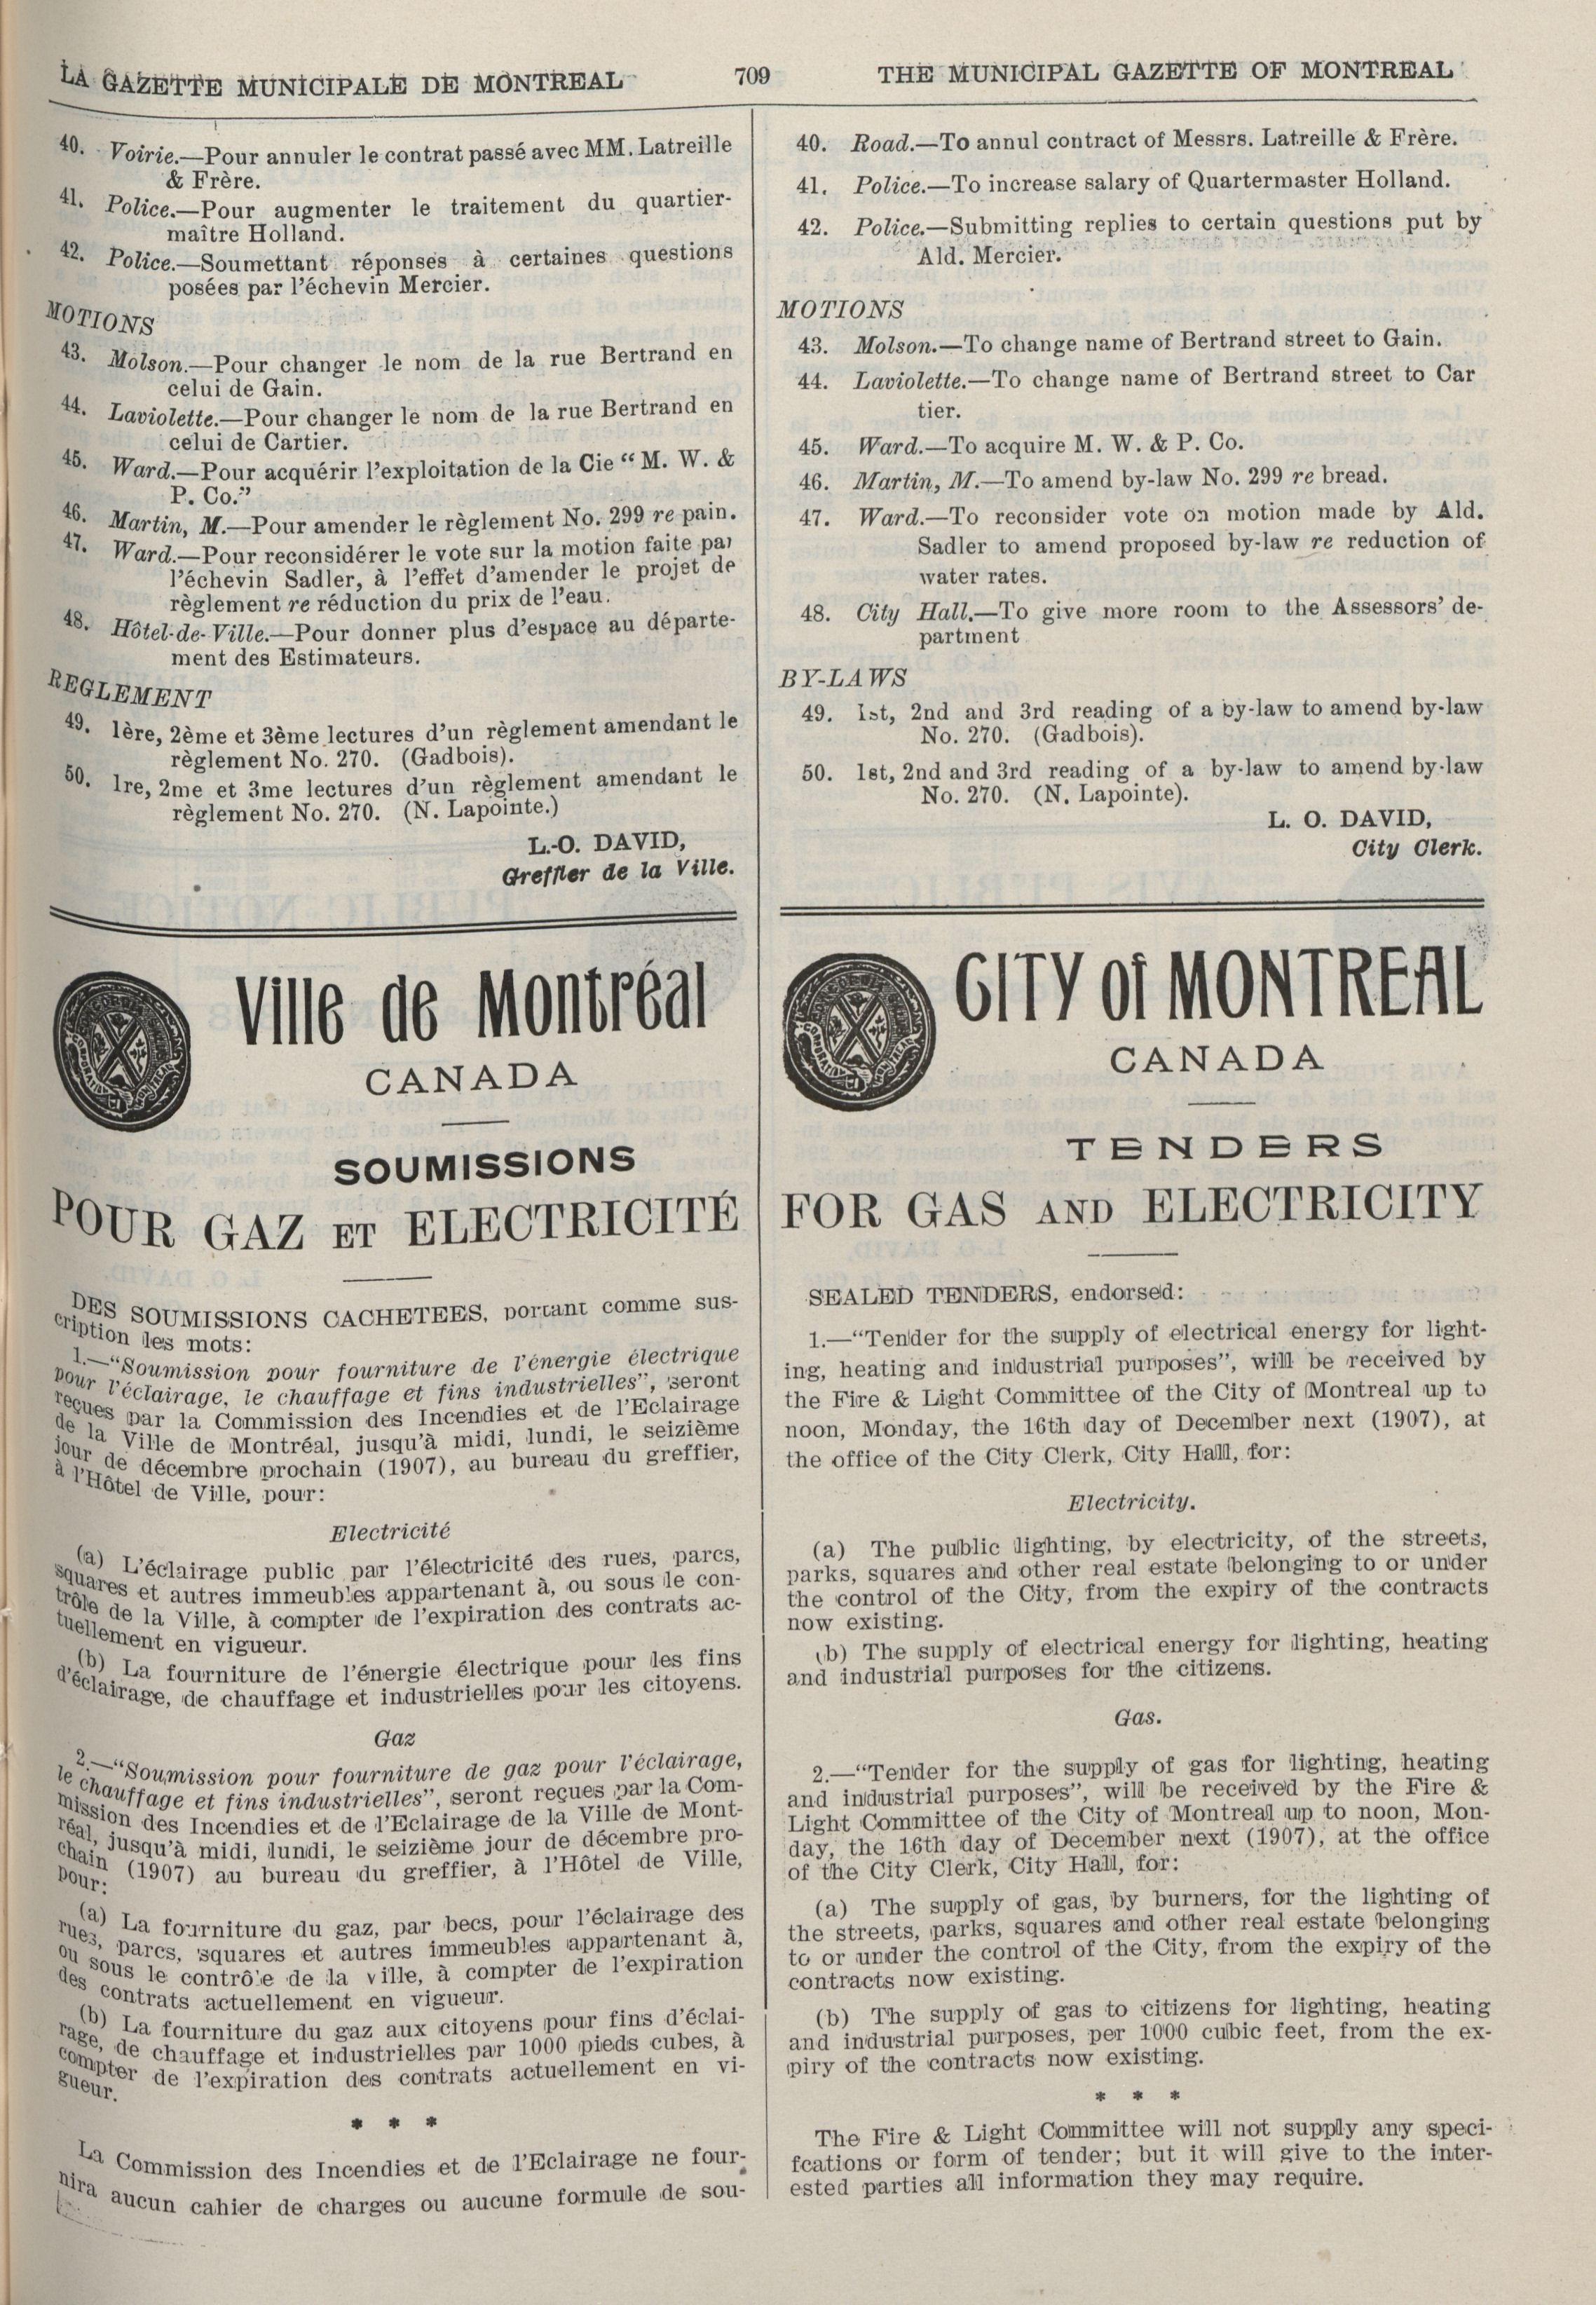 LA GAZETTE MUNICIPALE DE MONTREAL
709
THE MUNICIPAL GAZETTE OF MONTREAL
40. Voirie.—Pour annuler le contrat passé avec MM. Latreille
& Frère.
41. Police.—Pour augmenter le traitement du quartier-
maître Holland.
42. Police.—Soumettant réponses à certaines questions
posées par l'échevin Mercier.
MOTIONS
43. Molson.—Pour changer le nom de la rue Bertrand en
celui de Gain.
44. Laviolette.—Pour changer le nom de la rue Bertrand en
celui de Cartier.
45. Ward.—Pour acquérir l'exploitation de la Cie “ M. W. &
P. Co.”
46. Martin, M.—Pour amender le règlement No. 299 re pain.
47. Ward.—Pour reconsidérer le vote sur la motion faite par
l'échevin Sadler, à l'effet d'amender le projet de
règlement re réduction du prix de l'eau.
48. Hôtel-de-Ville.—Pour donner plus d'espace au départe-
ment des Estimateurs.
REGLEMENT
49. 1ère, 2ème et 3ème lectures d'un règlement amendant le
règlement No. 270. (Gadbois).
50. 1re, 2me et 3me lectures d'un règlement amendant le
règlement No. 270. (N. Lapointe.)
L.-O. DAVID,
Greffier de la Ville.
Ville de Montréal
CANADA
SOUMISSIONS
POUR GAZ ET ELECTRICITÉ
DES SOUMISSIONS CACHETEES, portant comme sus-
cription les mots:
1.—“Soumission pour fourniture de l'énergie électrique
pour l'éclairage, le chauffage et fins industrielles”, seront
reçues par la Commission des Incendies et de l'Eclairage
de la Ville de Montréal, jusqu'à midi, lundi, le seizième
jour de décembre prochain (1907), au bureau du greffier,
à l'Hôtel de Ville, pour:
Electricité
(a) L'éclairage public par l'électricité des rues, parcs,
squares et autres immeubles appartenant à, ou sous le con-
trôle de la Ville, à compter de l'expiration des contrats ac-
tuellement en vigueur.
(b) La fourniture de l'énergie électrique pour les fins
d'éclairage, de chauffage et industrielles pour les citoyens.
Gaz
2.—“Soumission pour fourniture de gaz pour l'éclairage,
le chauffage et fins industrielles”, seront reçues par la Com-
mission des Incendies et de l'Eclairage de la Ville de Mont-
réal, jusqu'à midi, lundi, le seizième jour de décembre pro-
chain (1907) au bureau du greffier, à l'Hôtel de Ville,
pour:
(a) La fourniture du gaz, par becs, pour l'éclairage des
rues, parcs, squares et autres immeubles appartenant à,
ou sous le contrôle de la ville, à compter de l'expiration
des contrats actuellement en vigueur.
(b) La fourniture du gaz aux citoyens pour fins d'éclai-
rage, de chauffage et industrielles par 1000 pieds cubes, à
compter de l'expiration des contrats actuellement en vi-
gueur.
* * *
La Commission des Incendies et de l'Eclairage ne four-
nira aucun cahier de charges ou aucune formule de sou-
40. Road.—To annul contract of Messrs. Latreille & Frère.
41. Police.—To increase salary of Quartermaster Holland.
42. Police.—Submitting replies to certain questions put by
Ald. Mercier.
MOTIONS
43. Molson.—To change name of Bertrand street to Gain.
44. Laviolette.—To change name of Bertrand street to Car
tier.
45. Ward.—To acquire M. W. & P. Co.
46. Martin, M.—To amend by-law No. 299 re bread.
47. Ward.—To reconsider vote on motion made by Ald.
Sadler to amend proposed by-law re reduction of
water rates.
48. City Hall.—To give more room to the Assessors' de-
partment
BY-LAWS
49. 1st, 2nd and 3rd reading of a by-law to amend by-law
No. 270. (Gadbois).
50. 1st, 2nd and 3rd reading of a by-law to amend by-law
No. 270. (N. Lapointe).
L. O. DAVID,
City Clerk.
CITY of MONTREAL
CANADA
TENDERS
FOR GAS AND ELECTRICITY
SEALED TENDERS, endorsed:
1.—“Tender for the supply of electrical energy for light-
ing, heating and industrial purposes”, will be received by
the Fire & Light Committee of the City of Montreal up to
noon, Monday, the 16th day of December next (1907), at
the office of the City Clerk, City Hall, for:
Electricity.
(a) The public lighting, by electricity, of the streets,
parks, squares and other real estate belonging to or under
the control of the City, from the expiry of the contracts
now existing.
(b) The supply of electrical energy for lighting, heating
and industrial purposes for the citizens.
Gas.
2.—“Tender for the supply of gas for lighting, heating
and industrial purposes”, will be received by the Fire &
Light Committee of the City of Montreal up to noon, Mon-
day, the 16th day of December next (1907), at the office
of the City Clerk, City Hall, for:
(a) The supply of gas, by burners, for the lighting of
the streets, parks, squares and other real estate belonging
to or under the control of the City, from the expiry of the
contracts now existing.
(b) The supply of gas to citizens for lighting, heating
and industrial purposes, per 1000 cubic feet, from the ex-
piry of the contracts now existing.
* * *
The Fire & Light Committee will not supply any speci-
fcations or form of tender; but it will give to the inter-
ested parties all information they may require.